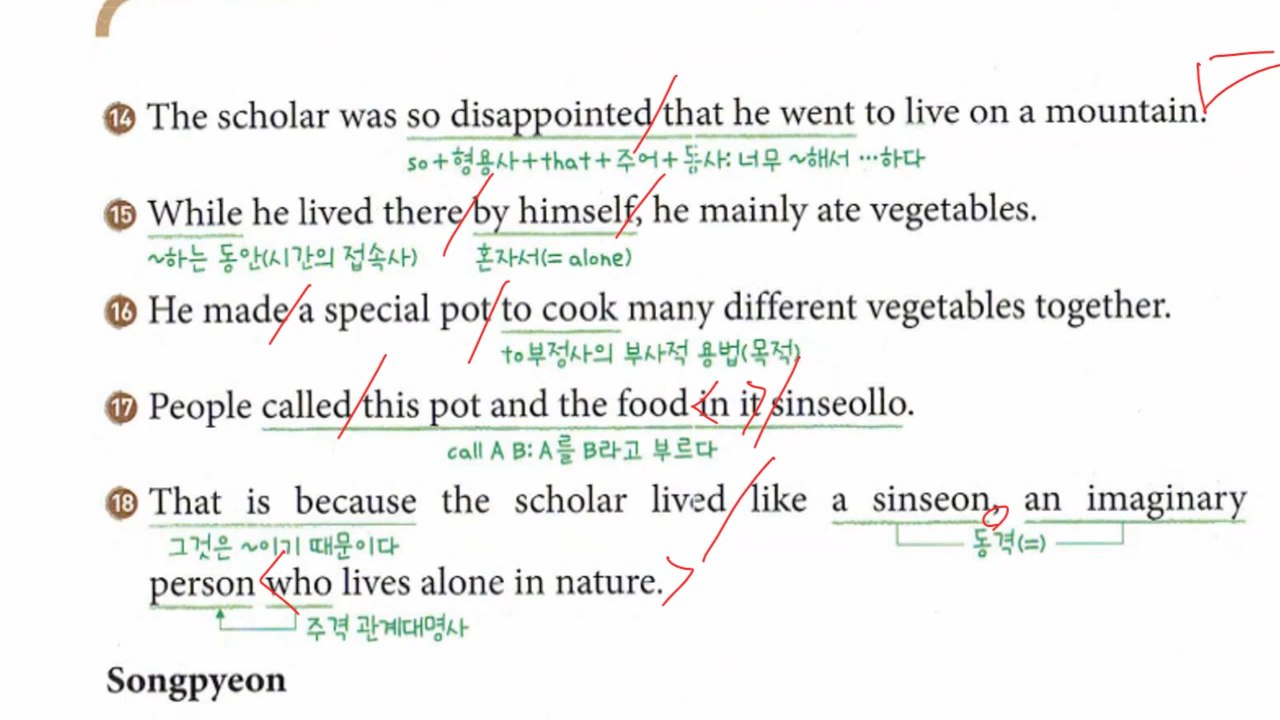 14 The scholar was so disappointed that he went to live on a mountain.
so+형용사+that+주어+동사: 너무 ~해서 …하다
15 While he lived there by himself, he mainly ate vegetables.
~하는 동안(시간의 접속사) 혼자서(= alone)
16 He made a special pot to cook many different vegetables together.
to부정사의 부사적 용법(목적)
17 People called this pot and the food in it sinseollo.
call A B: A를 B라고 부르다
18 That is because the scholar lived like a sinseon, an imaginary
그것은 ~이기 때문이다 동격(=)
person who lives alone in nature.
주격 관계대명사
Songpyeon